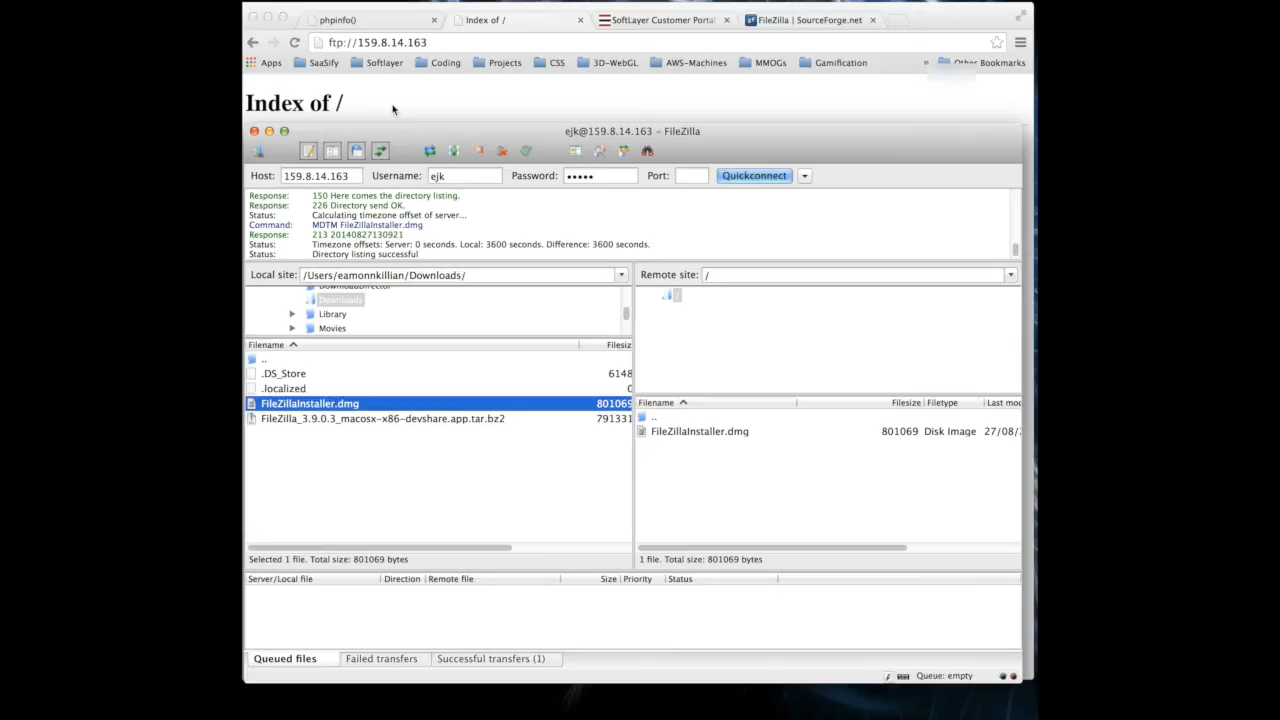 phpinfo() × Index of / × SoftLayer Customer Portal × FileZilla | SourceForge.net ×
ftp://159.8.14.163
Apps SaaSify Softlayer Coding Projects CSS 3D-WebGL AWS-Machines MMOGs Gamification » Other Bookmarks
Index of /
ejk@159.8.14.163 – FileZilla
Host: 159.8.14.163 Username: ejk Password: ••••• Port: Quickconnect
Response: 150 Here comes the directory listing.
Response: 226 Directory send OK.
Status: Calculating timezone offset of server...
Command: MDTM FileZillaInstaller.dmg
Response: 213 20140827130921
Status: Timezone offsets: Server: 0 seconds. Local: 3600 seconds. Difference: 3600 seconds.
Status: Directory listing successful
Local site: /Users/eamonnkillian/Downloads/
DownloadDirector
Downloads
Library
Movies
Filename Filesiz
..
.DS_Store 6148
.localized 0
FileZillaInstaller.dmg 801069
FileZilla_3.9.0.3_macosx-x86-devshare.app.tar.bz2 791331
Selected 1 file. Total size: 801069 bytes
Remote site: /
/
Filename Filesize Filetype Last mod
..
FileZillaInstaller.dmg 801069 Disk Image 27/08/
1 file. Total size: 801069 bytes
Server/Local file Direction Remote file Size Priority Status
Queued files Failed transfers Successful transfers (1)
Queue: empty